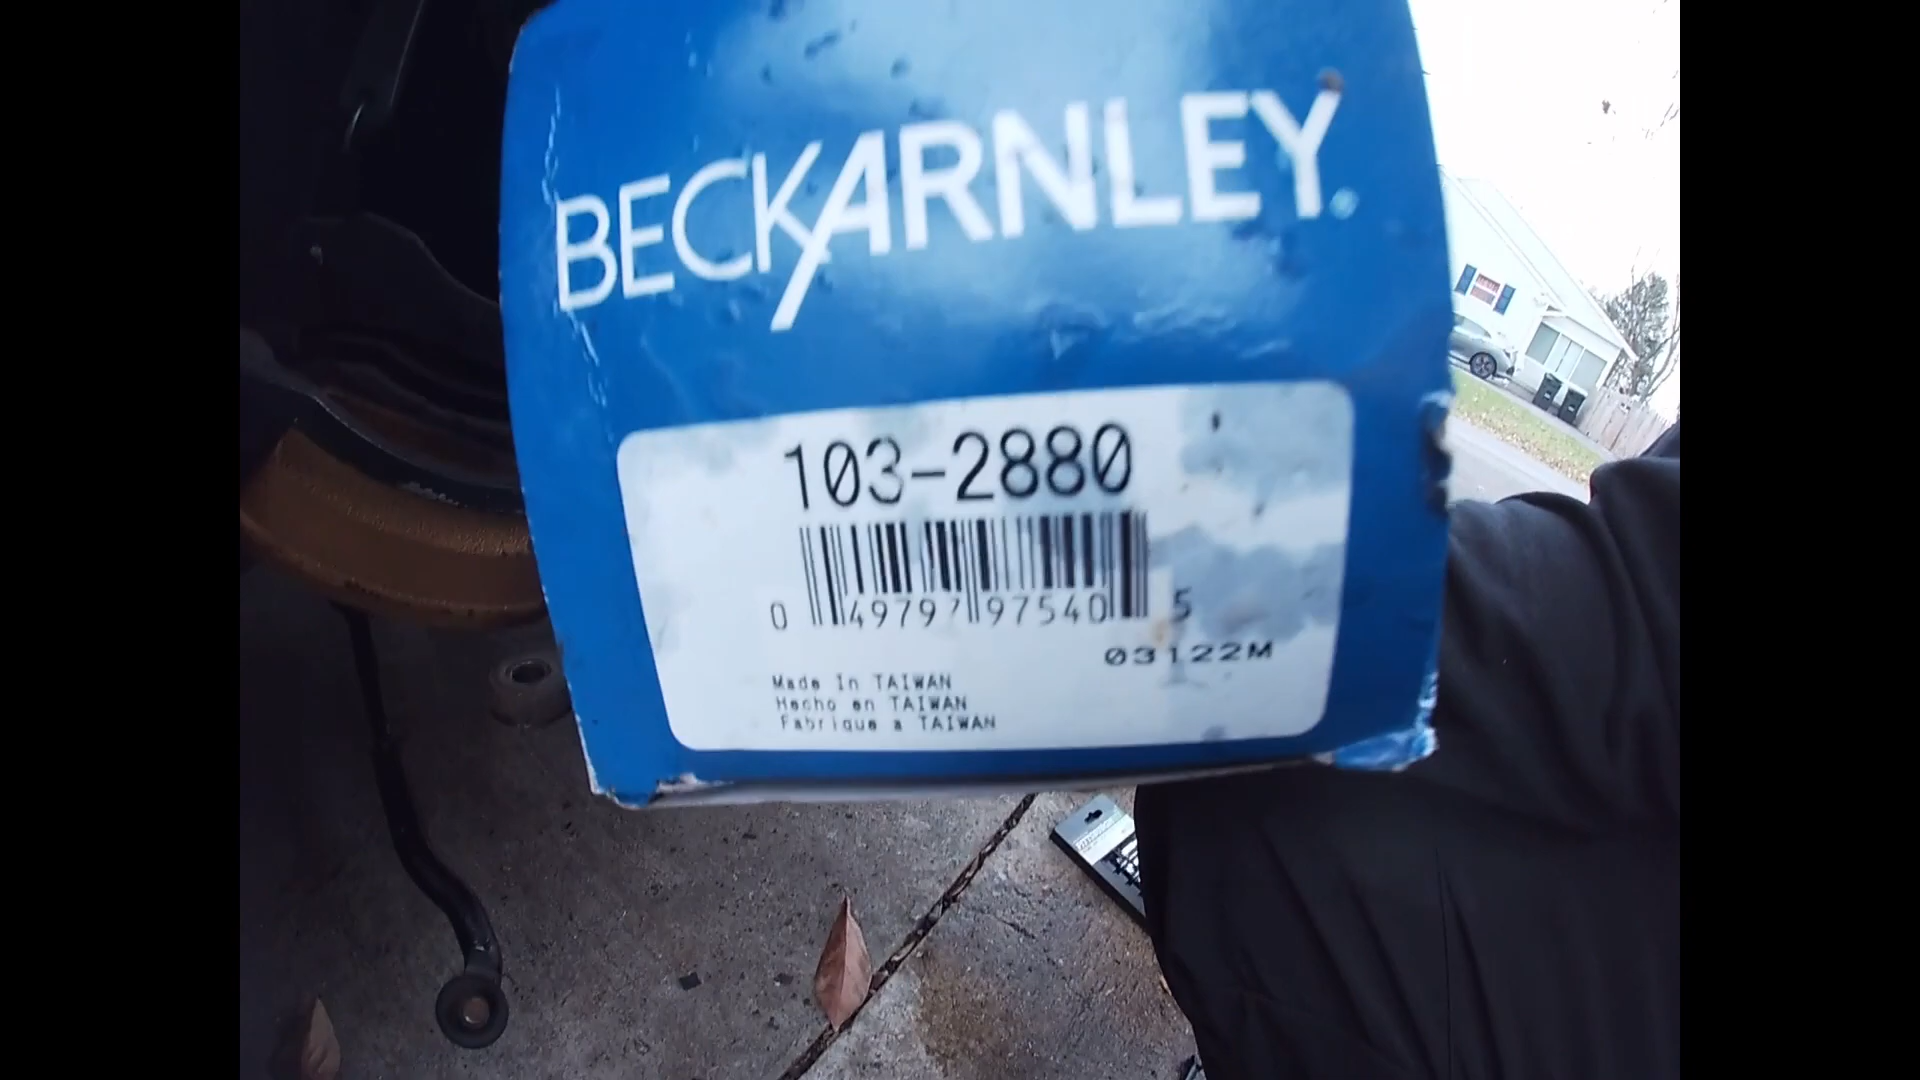 BECKARNLEY
103-2880
0 49797 97540 5
03122M
Made In TAIWAN
Hecho en TAIWAN
Fabrique a TAIWAN